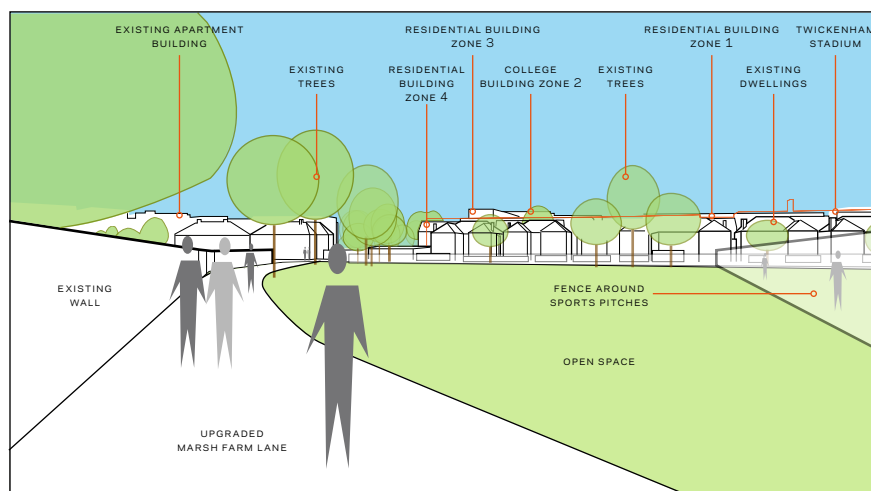 EXISTING APARTMENT
BUILDING
RESIDENTIAL BUILDING
ZONE 3
RESIDENTIAL BUILDING
ZONE 1
TWICKENHAM
STADIUM
EXISTING
TREES
RESIDENTIAL
BUILDING
ZONE 4
COLLEGE
BUILDING ZONE 2
EXISTING
TREES
EXISTING
DWELLINGS
EXISTING
WALL
FENCE AROUND
SPORTS PITCHES
OPEN SPACE
UPGRADED
MARSH FARM LANE